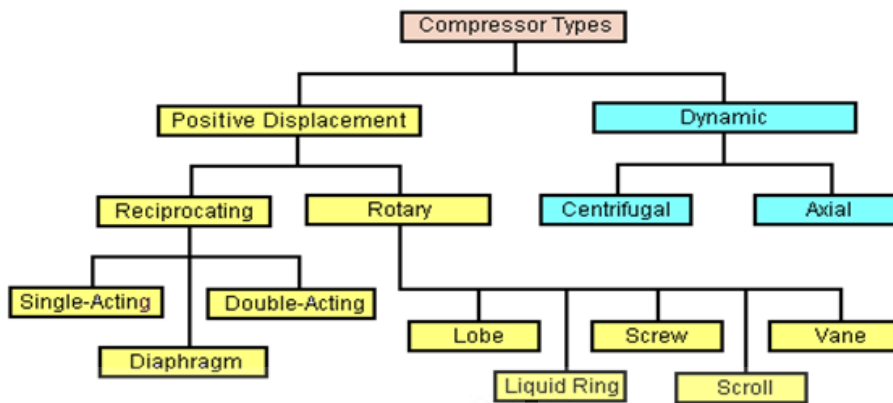 Compressor Types
Positive Displacement
Dynamic
Reciprocating
Rotary
Centrifugal
Axial
Single-Acting
Double-Acting
Diaphragm
Lobe
Screw
Vane
Liquid Ring
Scroll